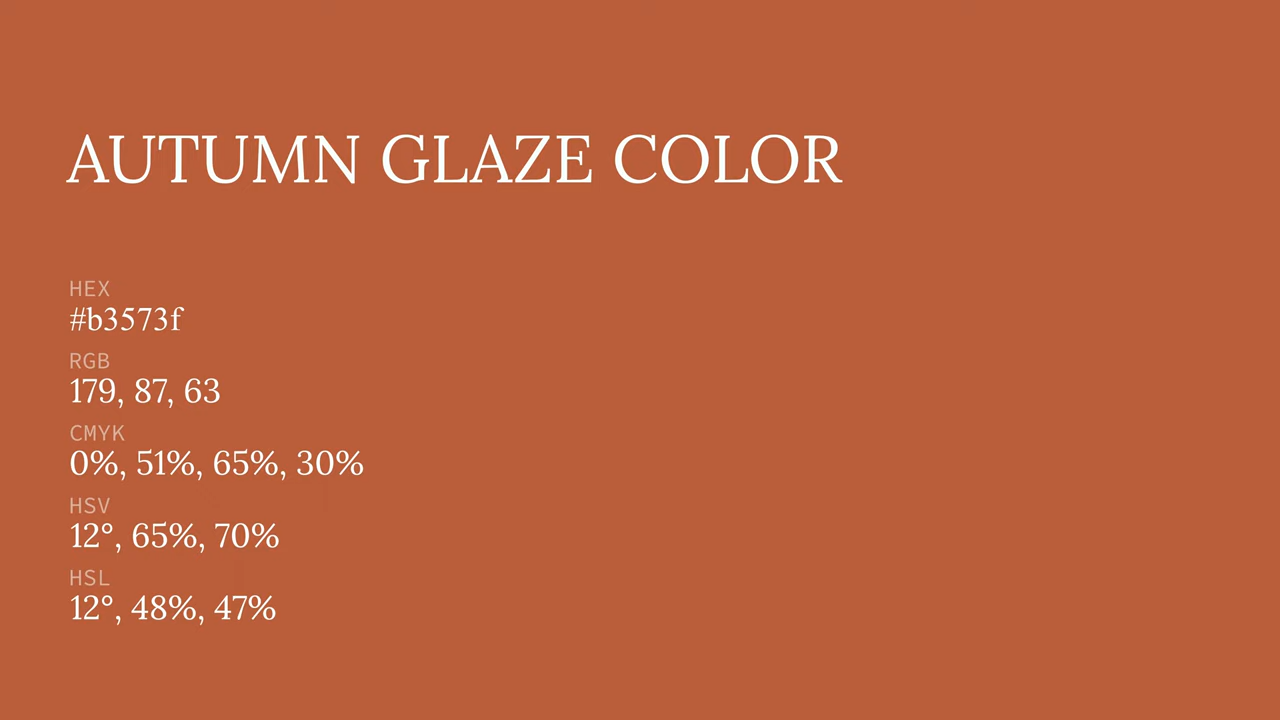 AUTUMN GLAZE COLOR
HEX
#b3573f
RGB
179, 87, 63
CMYK
0%, 51%, 65%, 30%
HSV
12°, 65%, 70%
HSL
12°, 48%, 47%